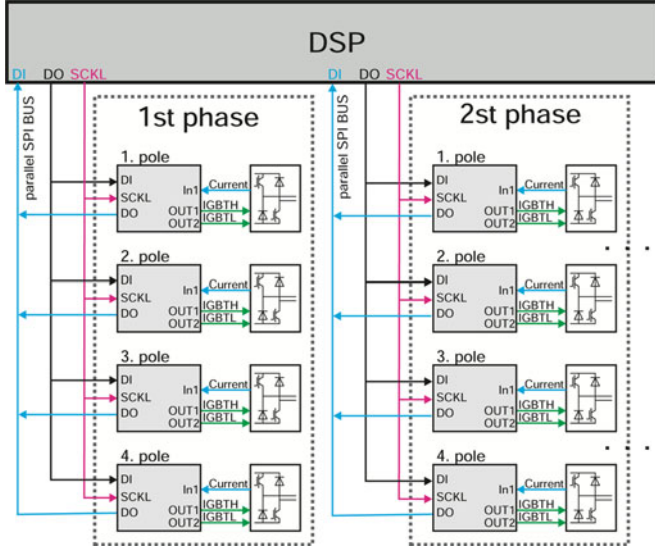 DSP
DI DO SCKL DI DO SCKL
parallel SPI BUS
1st phase
1. pole
DI
SCKL
DO
In1
OUT1
OUT2
Current
IGBTH
IGBTL
2. pole
DI
SCKL
DO
In1
OUT1
OUT2
Current
IGBTH
IGBTL
3. pole
DI
SCKL
DO
In1
OUT1
OUT2
Current
IGBTH
IGBTL
4. pole
DI
SCKL
DO
In1
OUT1
OUT2
Current
IGBTH
IGBTL
parallel SPI BUS
2st phase
1. pole
DI
SCKL
DO
In1
OUT1
OUT2
Current
IGBTH
IGBTL
2. pole
DI
SCKL
DO
In1
OUT1
OUT2
Current
IGBTH
IGBTL
3. pole
DI
SCKL
DO
In1
OUT1
OUT2
Current
IGBTH
IGBTL
4. pole
DI
SCKL
DO
In1
OUT1
OUT2
Current
IGBTH
IGBTL
. . .
. . .